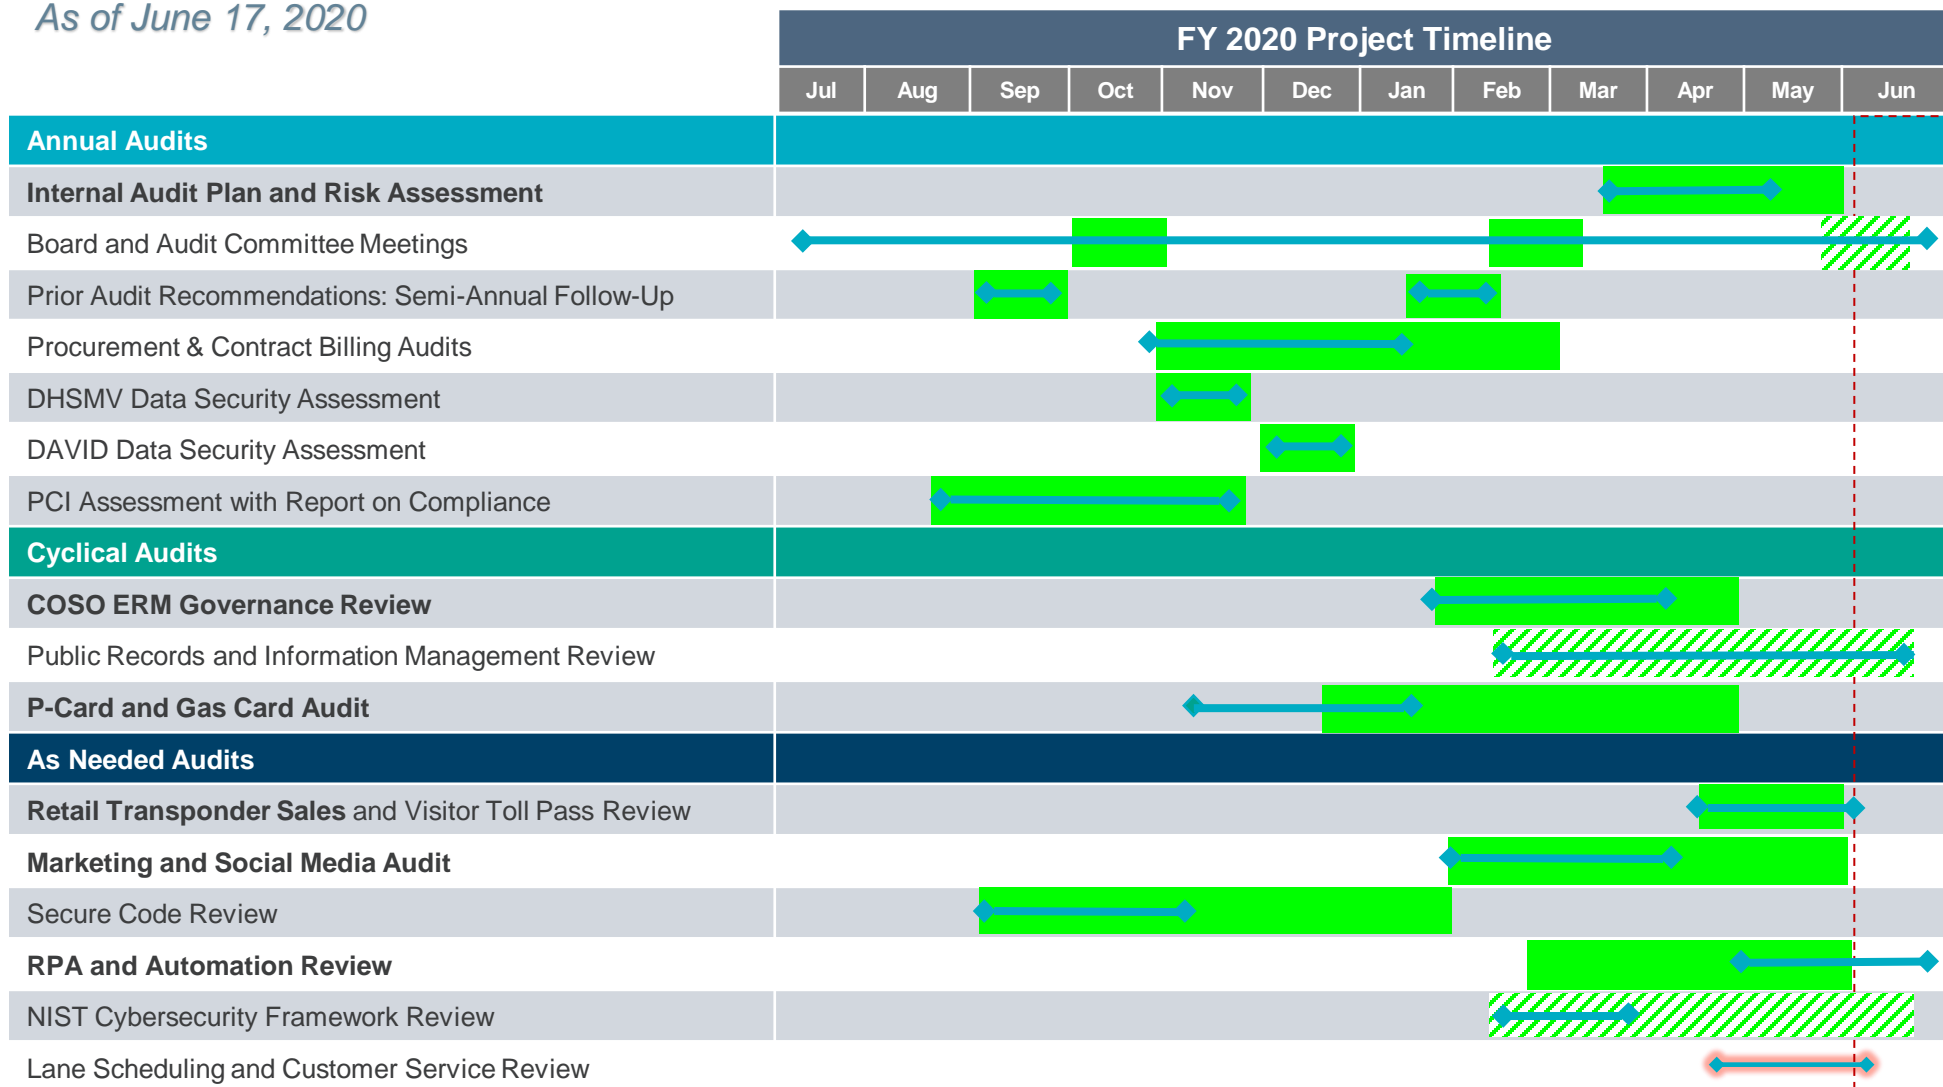 As of June 17, 2020
FY 2020 Project Timeline
Jul Aug Sep Oct Nov Dec Jan Feb Mar Apr May Jun
Annual Audits
Internal Audit Plan and Risk Assessment
Board and Audit Committee Meetings
Prior Audit Recommendations: Semi-Annual Follow-Up
Procurement & Contract Billing Audits
DHSMV Data Security Assessment
DAVID Data Security Assessment
PCI Assessment with Report on Compliance
Cyclical Audits
COSO ERM Governance Review
Public Records and Information Management Review
P-Card and Gas Card Audit
As Needed Audits
Retail Transponder Sales and Visitor Toll Pass Review
Marketing and Social Media Audit
Secure Code Review
RPA and Automation Review
NIST Cybersecurity Framework Review
Lane Scheduling and Customer Service Review